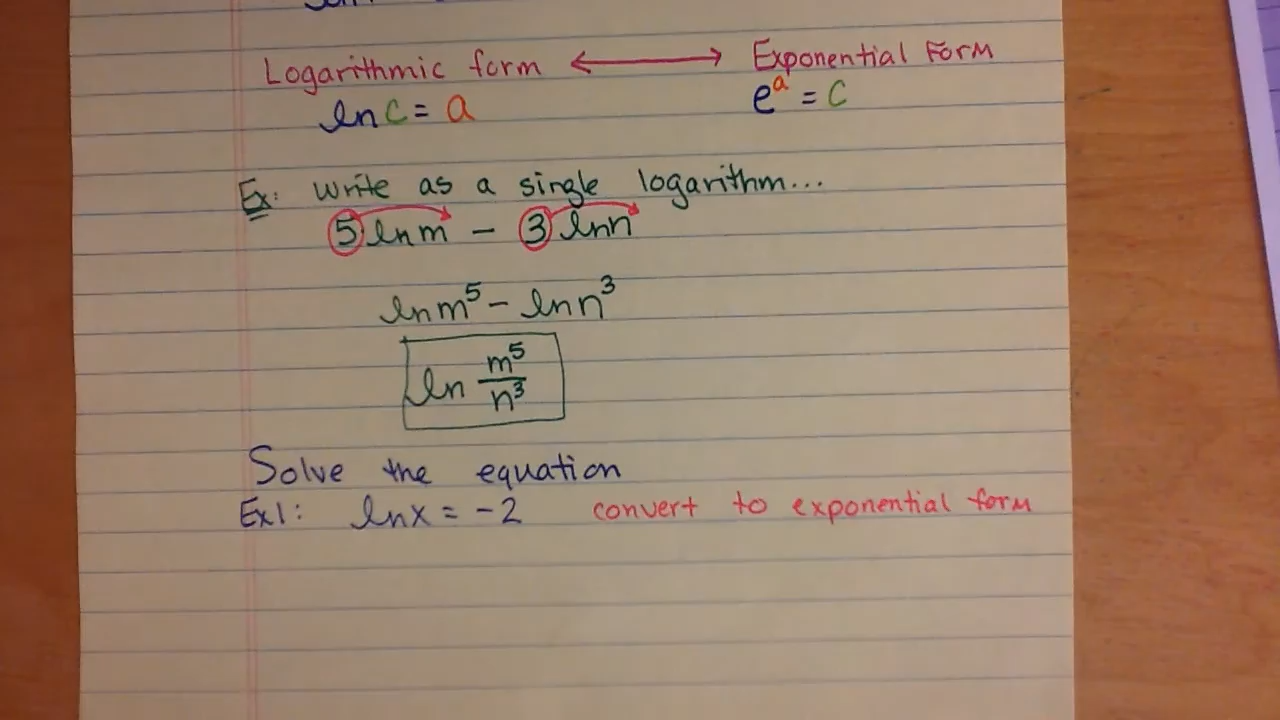 Logarithmic form ⟷ Exponential Form
ln c = a e^a = c
Ex: Write as a single logarithm...
5 ln m - 3 ln n
ln m^5 - ln n^3
ln m^5/n^3
Solve the equation
Ex1: ln x = -2 convert to exponential form